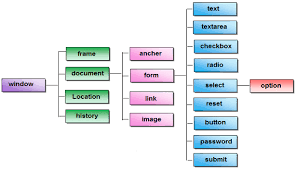 window
frame
document
Location
history
ancher
form
link
image
text
textarea
checkbox
radio
select
reset
button
password
submit
option